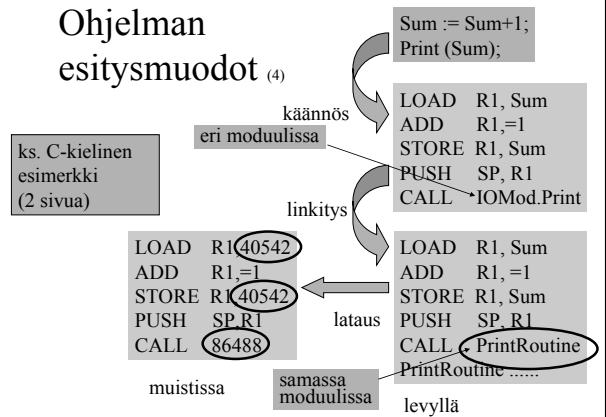 Ohjelman
esitysmuodot (4)
Sum := Sum+1;
Print (Sum);
käännös
LOAD R1, Sum
ADD R1,=1
STORE R1, Sum
PUSH SP, R1
CALL IOMod.Print
eri moduulissa
ks. C-kielinen
esimerkki
(2 sivua)
linkitys
LOAD R1, Sum
ADD R1, =1
STORE R1, Sum
PUSH SP, R1
CALL PrintRoutine
PrintRoutine ......
samassa
moduulissa
levyllä
lataus
LOAD R1,40542
ADD R1,=1
STORE R1,40542
PUSH SP,R1
CALL 86488
muistissa